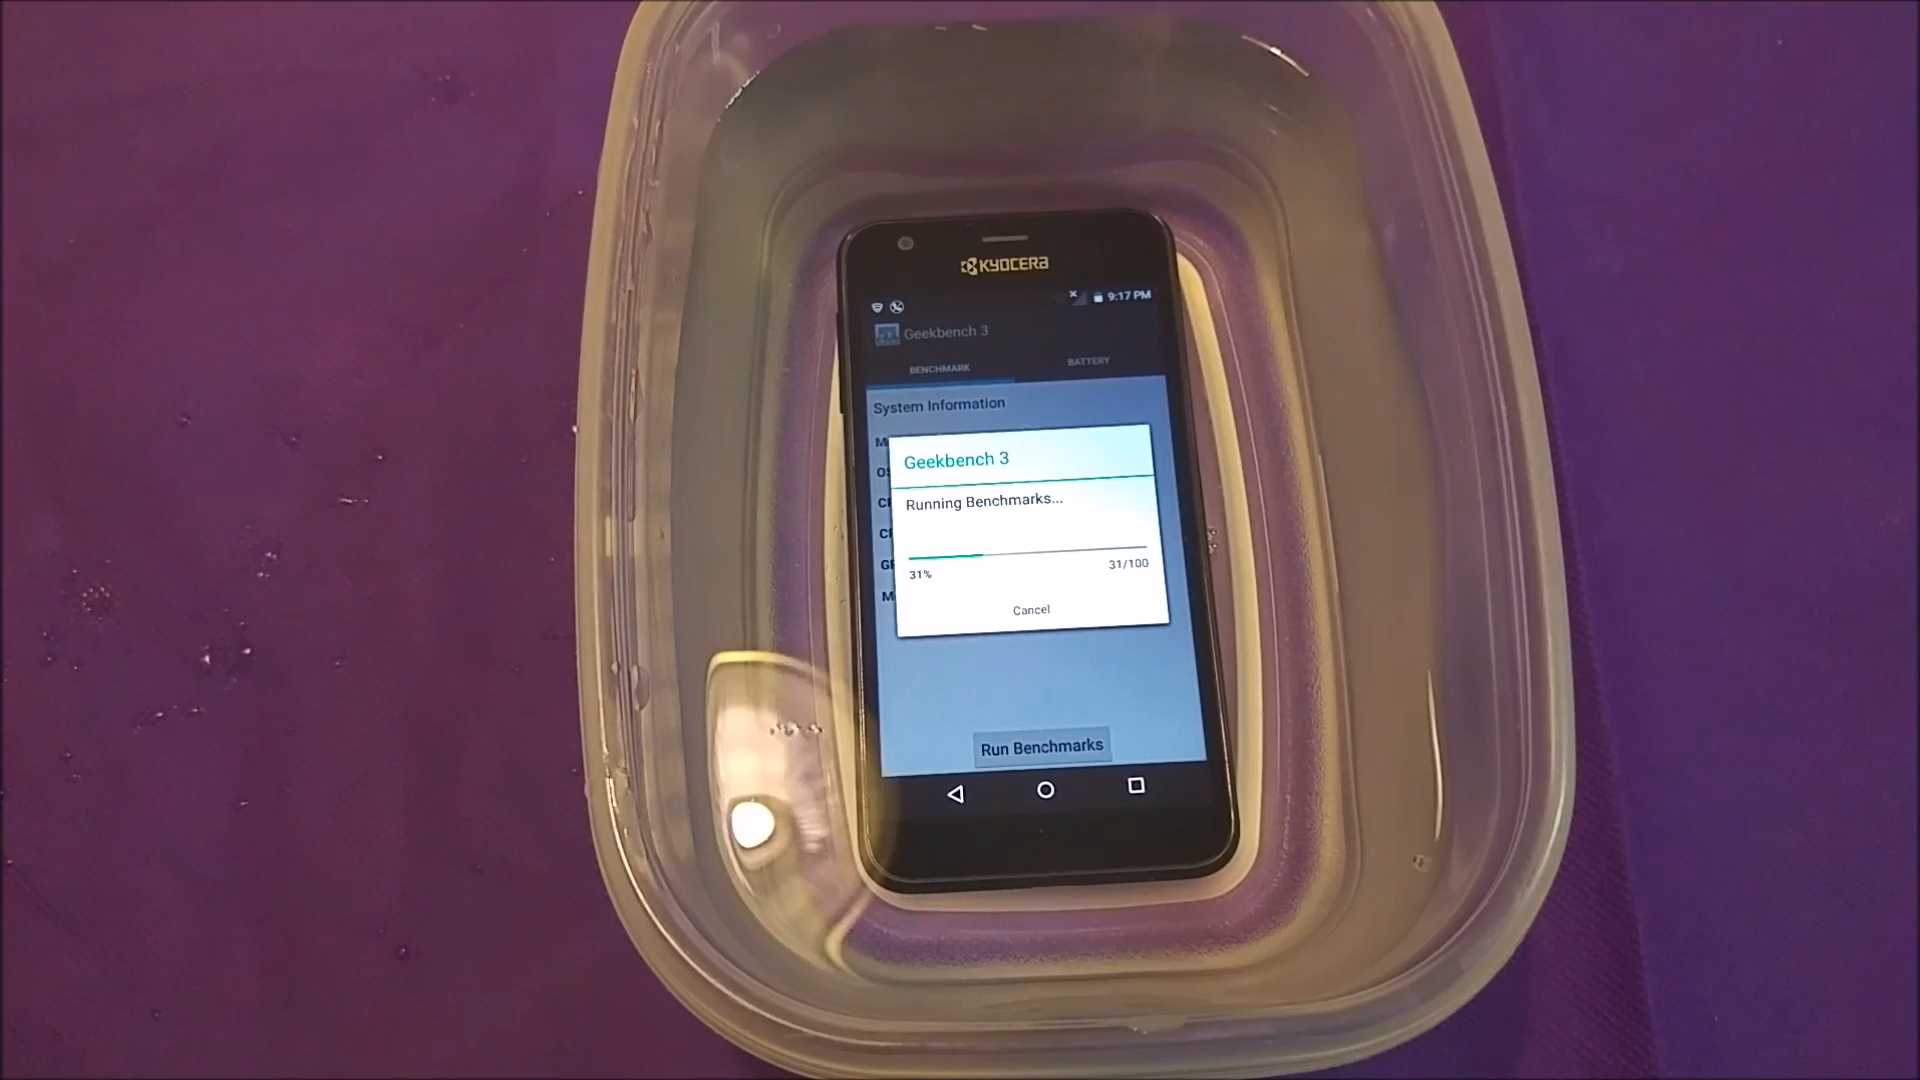 KYOCERA
9:17 PM
Geekbench 3
BENCHMARK BATTERY
System Information
M
OS
Geekbench 3
Running Benchmarks...
31% 31/100
Cancel
Run Benchmarks